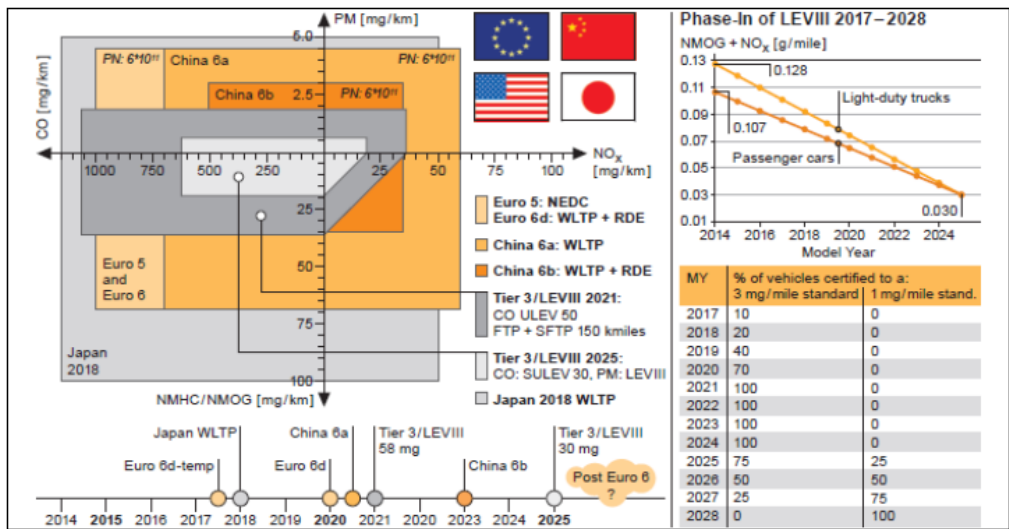 PM [mg/km]
5.0
PN: 6*10¹¹
China 6a
PN: 6*10¹¹
China 6b
2.5
PN: 6*10¹¹
CO [mg/km]
NOx
[mg/km]
1000 750 500 250
25 75 100
25
50
75
100
Euro 5
and
Euro 6
Japan
2018
NMHC/NMOG [mg/km]
Euro 5: NEDC
Euro 6d: WLTP + RDE
China 6a: WLTP
China 6b: WLTP + RDE
Tier 3/LEVIII 2021:
CO ULEV 50
FTP + SFTP 150 kmiles
Tier 3/LEVIII 2025:
CO: SULEV 30, PM: LEVIII
Japan 2018 WLTP
Japan WLTP
China 6a
Tier 3/LEVIII
58 mg
Tier 3/LEVIII
30 mg
Euro 6d-temp
Euro 6d
China 6b
Post Euro 6
?
2014 2015 2016 2017 2018 2019 2020 2021 2022 2023 2024 2025
Phase-In of LEVIII 2017–2028
NMOG + NOx [g/mile]
0.13
0.11
0.09
0.07
0.05
0.03
0.01
0.128
0.107
Light-duty trucks
Passenger cars
0.030
2014 2016 2018 2020 2022 2024
Model Year
MY % of vehicles certified to a:
3 mg/mile standard 1 mg/mile stand.
2017 10 0
2018 20 0
2019 40 0
2020 70 0
2021 100 0
2022 100 0
2023 100 0
2024 100 0
2025 75 25
2026 50 50
2027 25 75
2028 0 100